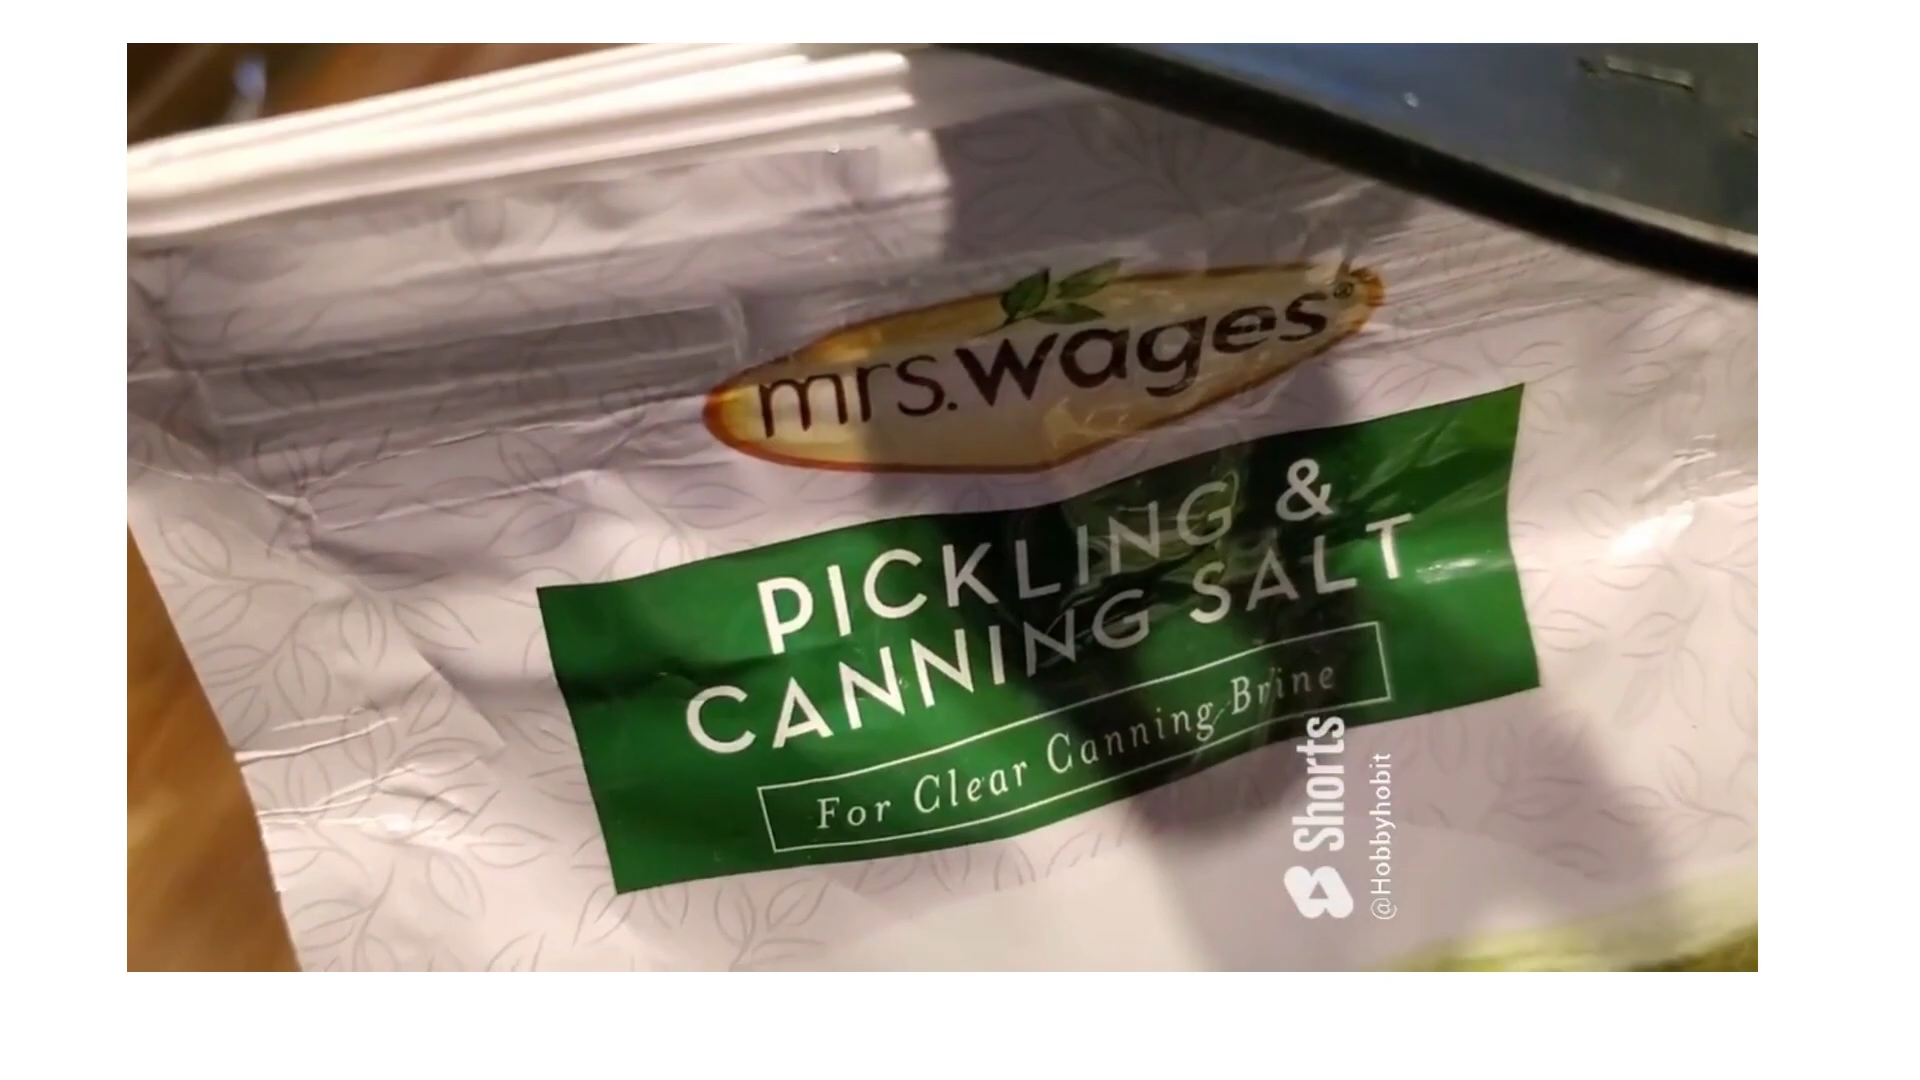 mrs.wages®
PICKLING &
CANNING SALT
For Clear Canning Brine
Shorts
@Hobbyhobit